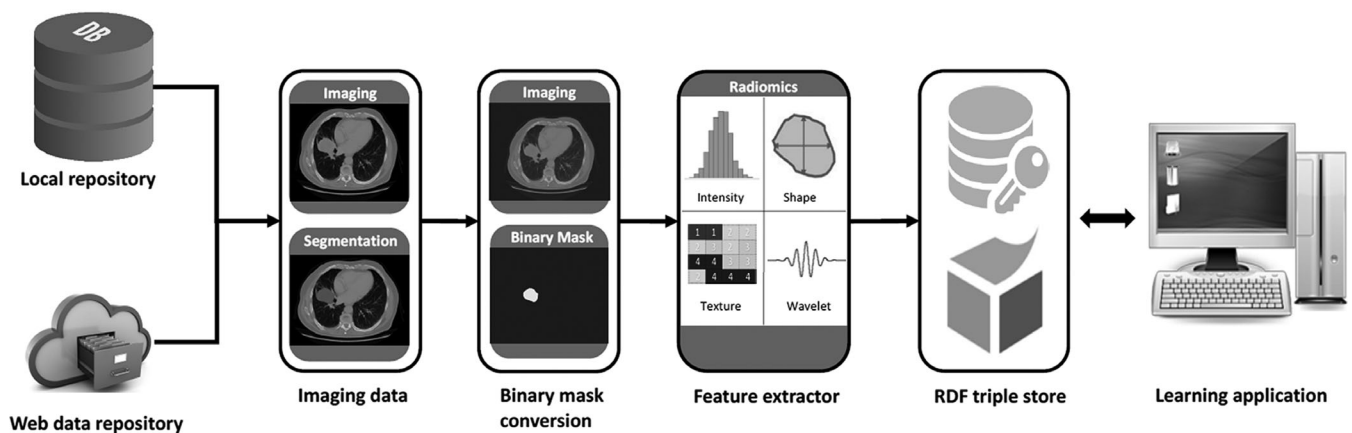 DB
Local repository
Web data repository
Imaging
Segmentation
Imaging data
Imaging
Binary Mask
Binary mask
conversion
Radiomics
Intensity
Shape
1 1 2 2
2 3 2 3
4 4 3 3
2 4 4 4
Texture
Wavelet
Feature extractor
RDF triple store
Learning application